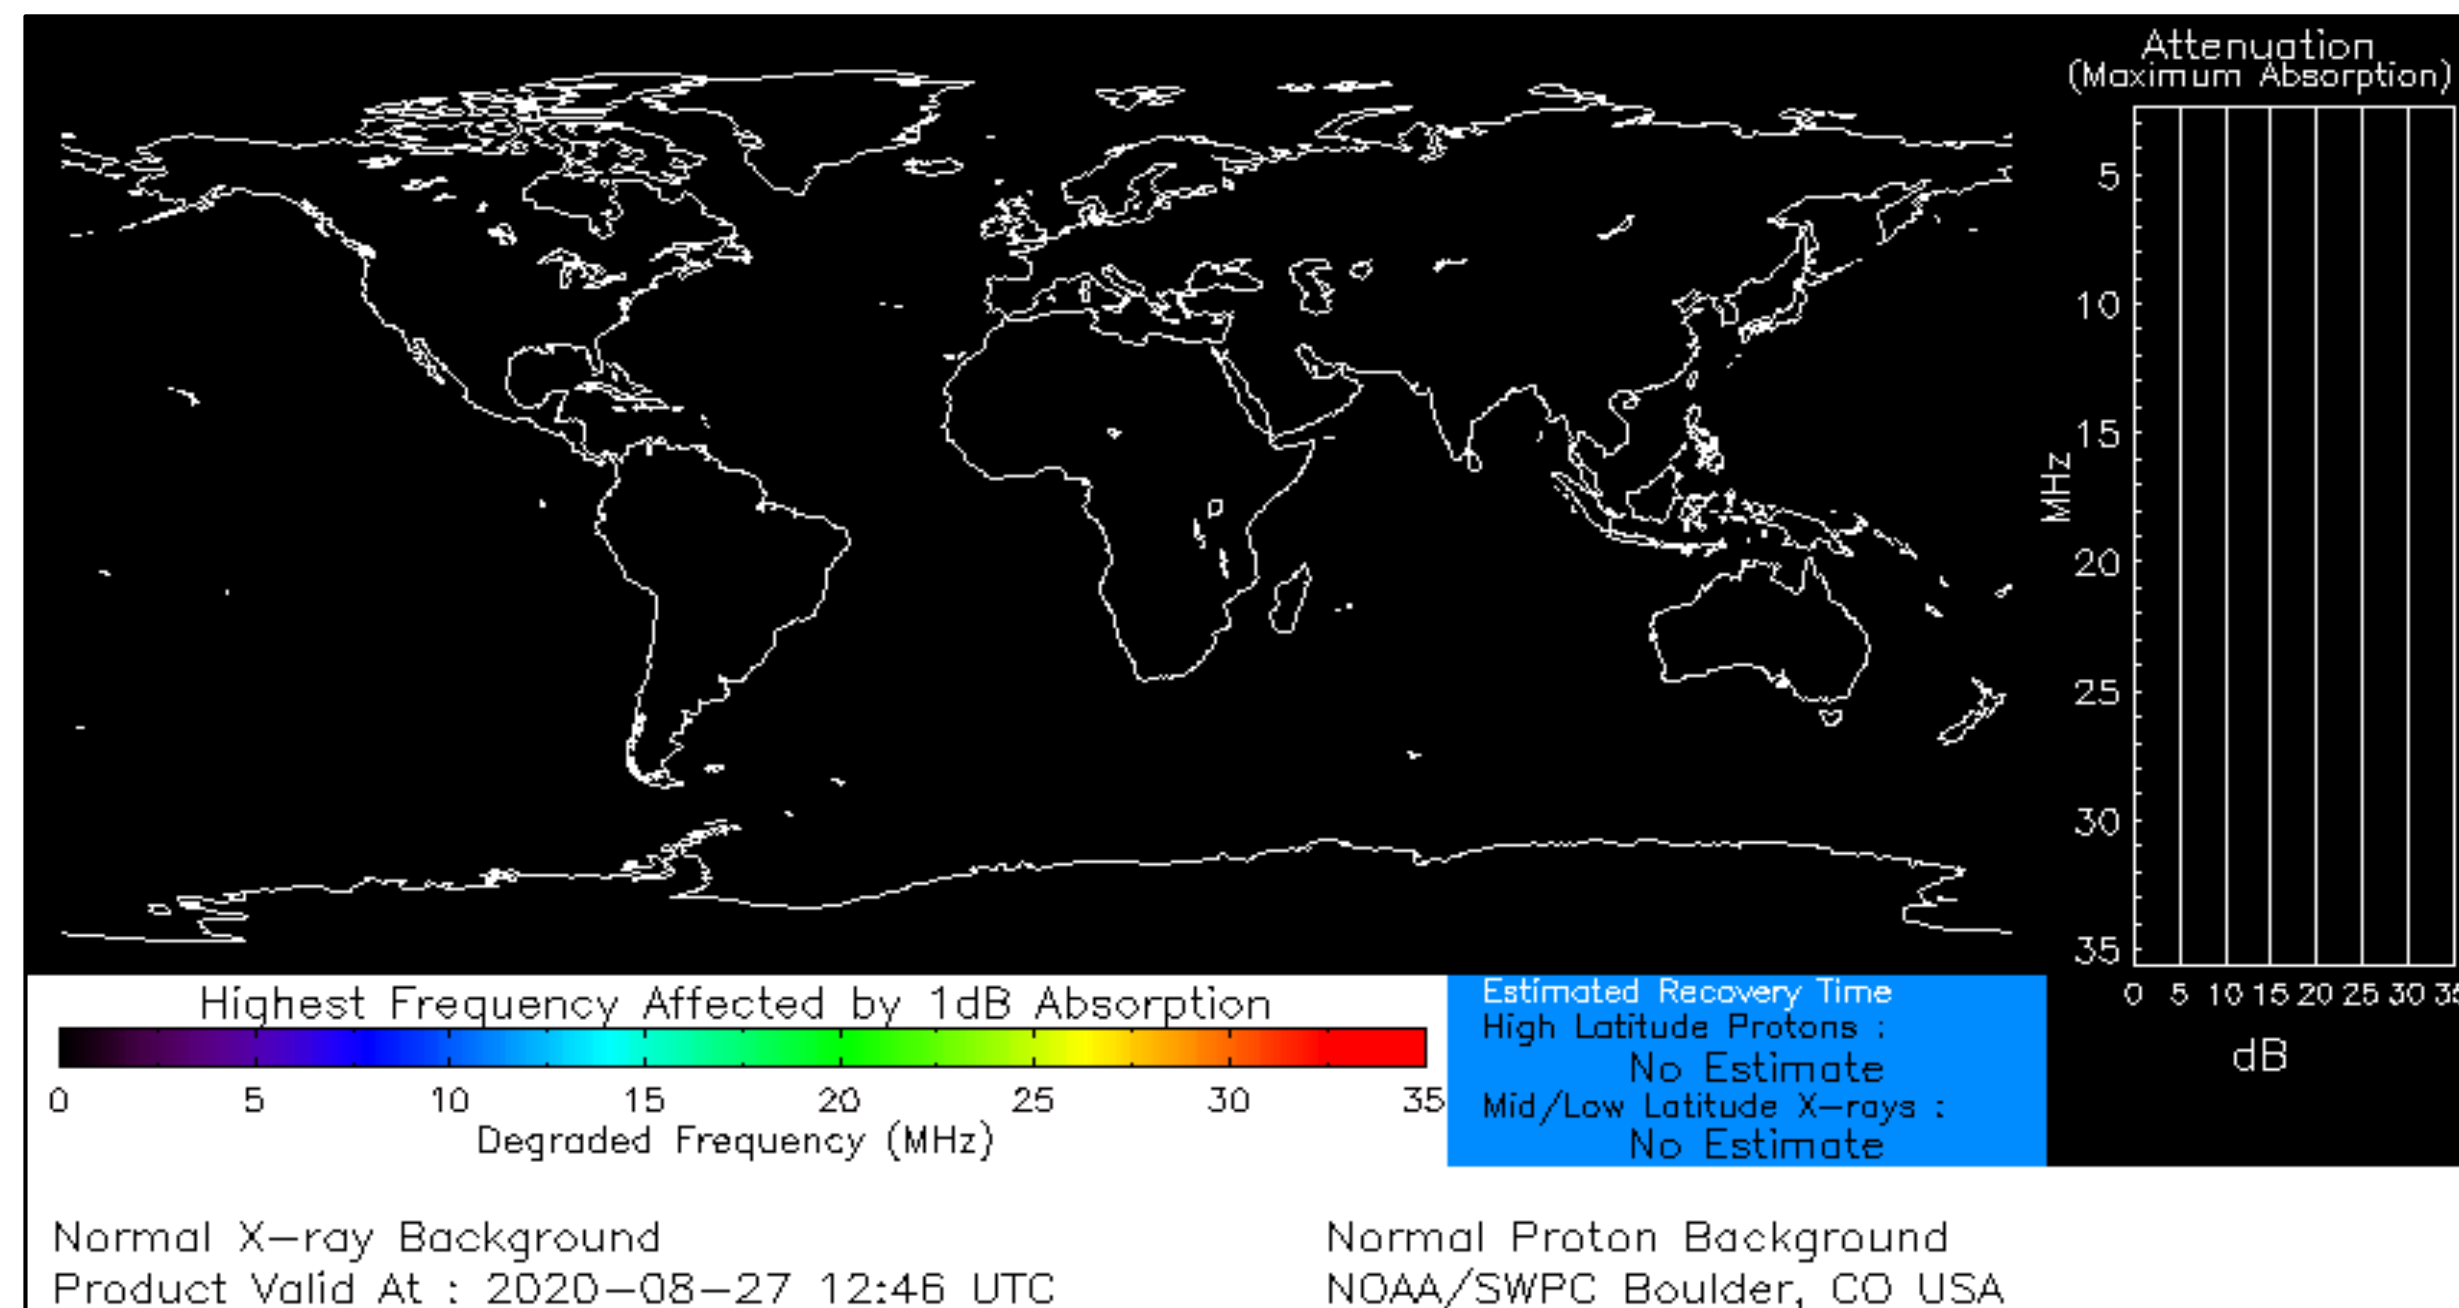 Attenuation
(Maximum Absorption)
5
10
15
20
25
30
35
MHz
0 5 10 15 20 25 30
dB
Highest Frequency Affected by 1dB Absorption
0 5 10 15 20 25 30 35
Degraded Frequency (MHz)
Estimated Recovery Time
High Latitude Protons :
No Estimate
Mid/Low Latitude X-rays :
No Estimate
Normal X-ray Background
Product Valid At : 2020-08-27 12:46 UTC
Normal Proton Background
NOAA/SWPC Boulder, CO USA